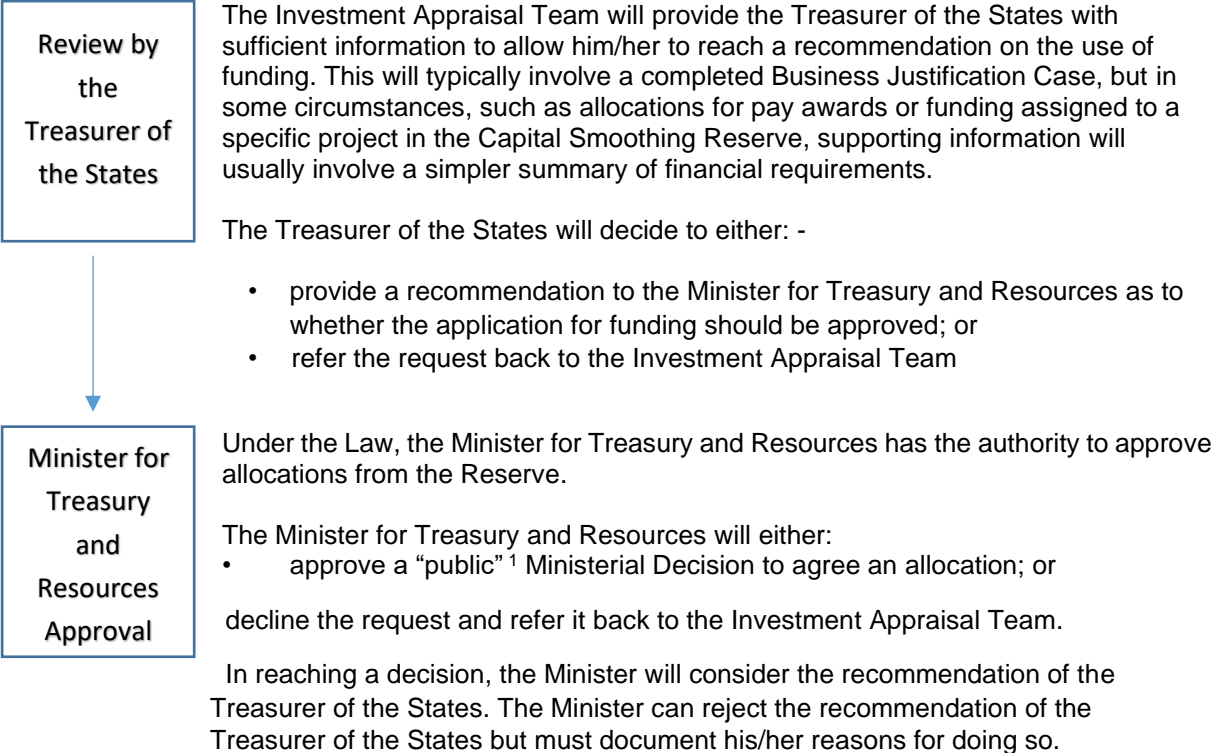 Review by
the
Treasurer of
the States
The Investment Appraisal Team will provide the Treasurer of the States with
sufficient information to allow him/her to reach a recommendation on the use of
funding. This will typically involve a completed Business Justification Case, but in
some circumstances, such as allocations for pay awards or funding assigned to a
specific project in the Capital Smoothing Reserve, supporting information will
usually involve a simpler summary of financial requirements.
The Treasurer of the States will decide to either: -
• provide a recommendation to the Minister for Treasury and Resources as to
whether the application for funding should be approved; or
• refer the request back to the Investment Appraisal Team
Minister for
Treasury
and
Resources
Approval
Under the Law, the Minister for Treasury and Resources has the authority to approve
allocations from the Reserve.
The Minister for Treasury and Resources will either:
• approve a “public” ¹ Ministerial Decision to agree an allocation; or
decline the request and refer it back to the Investment Appraisal Team.
In reaching a decision, the Minister will consider the recommendation of the
Treasurer of the States. The Minister can reject the recommendation of the
Treasurer of the States but must document his/her reasons for doing so.